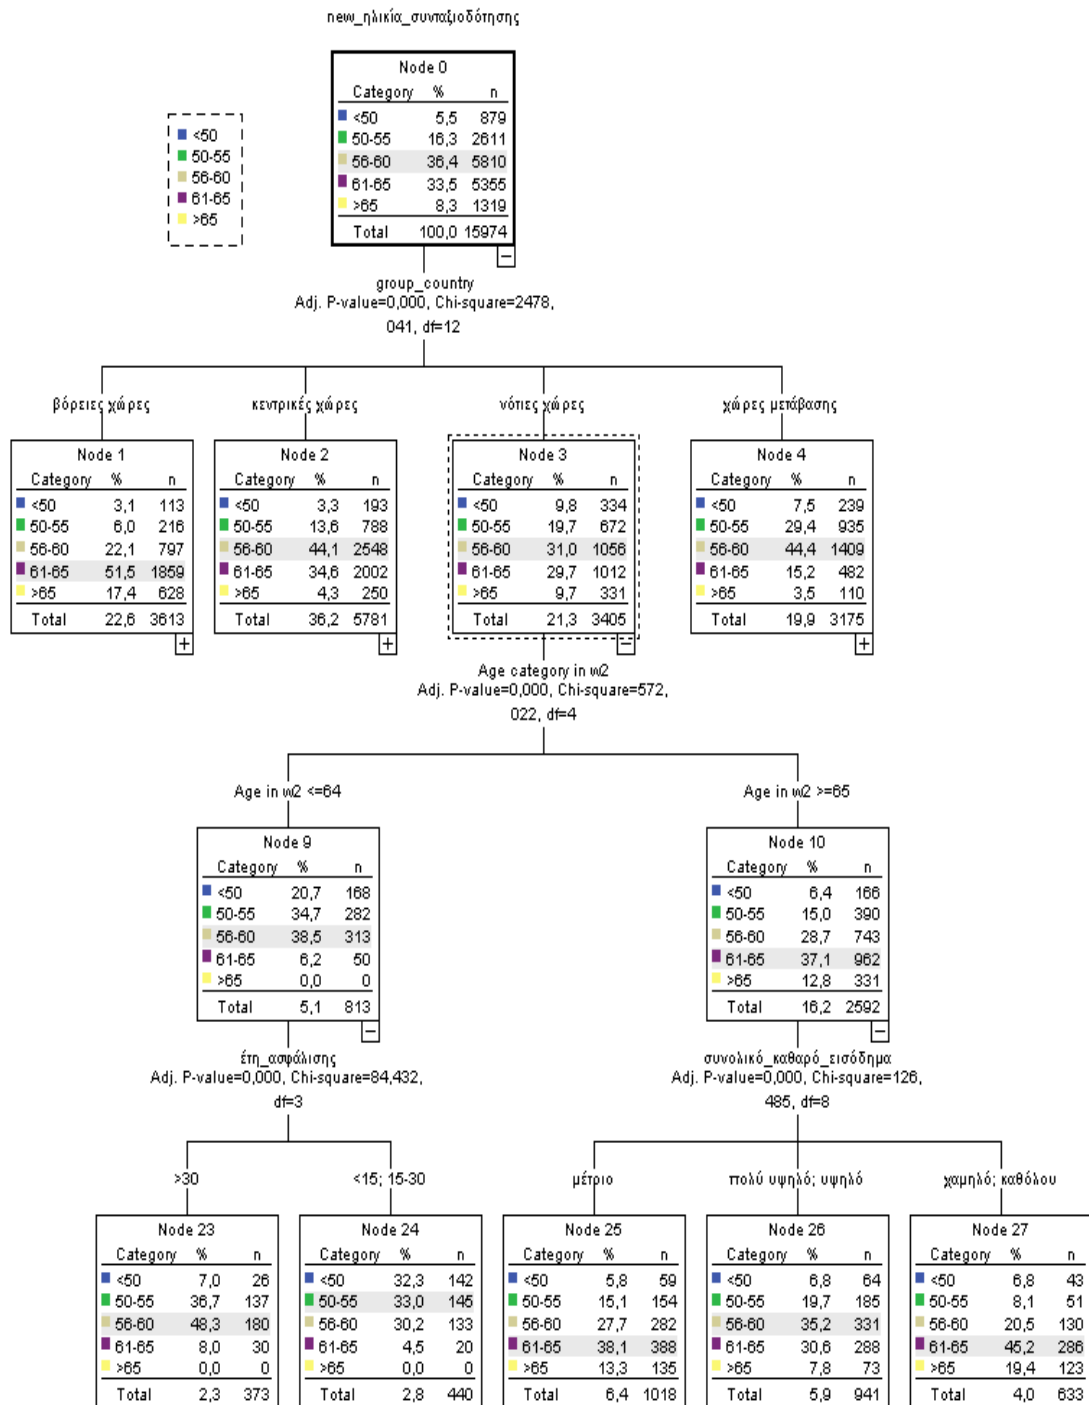 new_ηλικία_συνταξιοδότησης
Node 0
Category % n
<50 5,5 879
50-55 16,3 2611
56-60 36,4 5810
61-65 33,5 5355
>65 8,3 1319
Total 100,0 15974
<50
50-55
56-60
61-65
>65
group_country
Adj. P-value=0,000, Chi-square=2478,
041, df=12
βόρειες χώρες
κεντρικές χώρες
νότιες χώρες
χώρες μετάβασης
Node 1
Category % n
<50 3,1 113
50-55 6,0 216
56-60 22,1 797
61-65 51,5 1859
>65 17,4 628
Total 22,6 3613
Node 2
Category % n
<50 3,3 193
50-55 13,6 788
56-60 44,1 2548
61-65 34,6 2002
>65 4,3 250
Total 36,2 5781
Node 3
Category % n
<50 9,8 334
50-55 19,7 672
56-60 31,0 1056
61-65 29,7 1012
>65 9,7 331
Total 21,3 3405
Node 4
Category % n
<50 7,5 239
50-55 29,4 935
56-60 44,4 1409
61-65 15,2 482
>65 3,5 110
Total 19,9 3175
Age category in w2
Adj. P-value=0,000, Chi-square=572,
022, df=4
Age in w2 <=64
Age in w2 >=65
Node 9
Category % n
<50 20,7 168
50-55 34,7 282
56-60 38,5 313
61-65 6,2 50
>65 0,0 0
Total 5,1 813
Node 10
Category % n
<50 6,4 166
50-55 15,0 390
56-60 28,7 743
61-65 37,1 962
>65 12,8 331
Total 16,2 2592
έτη_ασφάλισης
Adj. P-value=0,000, Chi-square=84,432,
df=3
συνολικό_καθαρό_εισόδημα
Adj. P-value=0,000, Chi-square=126,
485, df=8
>30
<15; 15-30
μέτριο
πολύ υψηλό; υψηλό
χαμηλό; καθόλου
Node 23
Category % n
<50 7,0 26
50-55 36,7 137
56-60 48,3 180
61-65 8,0 30
>65 0,0 0
Total 2,3 373
Node 24
Category % n
<50 32,3 142
50-55 33,0 145
56-60 30,2 133
61-65 4,5 20
>65 0,0 0
Total 2,8 440
Node 25
Category % n
<50 5,8 59
50-55 15,1 154
56-60 27,7 282
61-65 38,1 388
>65 13,3 135
Total 6,4 1018
Node 26
Category % n
<50 6,8 64
50-55 19,7 185
56-60 35,2 331
61-65 30,6 288
>65 7,8 73
Total 5,9 941
Node 27
Category % n
<50 6,8 43
50-55 8,1 51
56-60 20,5 130
61-65 45,2 286
>65 19,4 123
Total 4,0 633